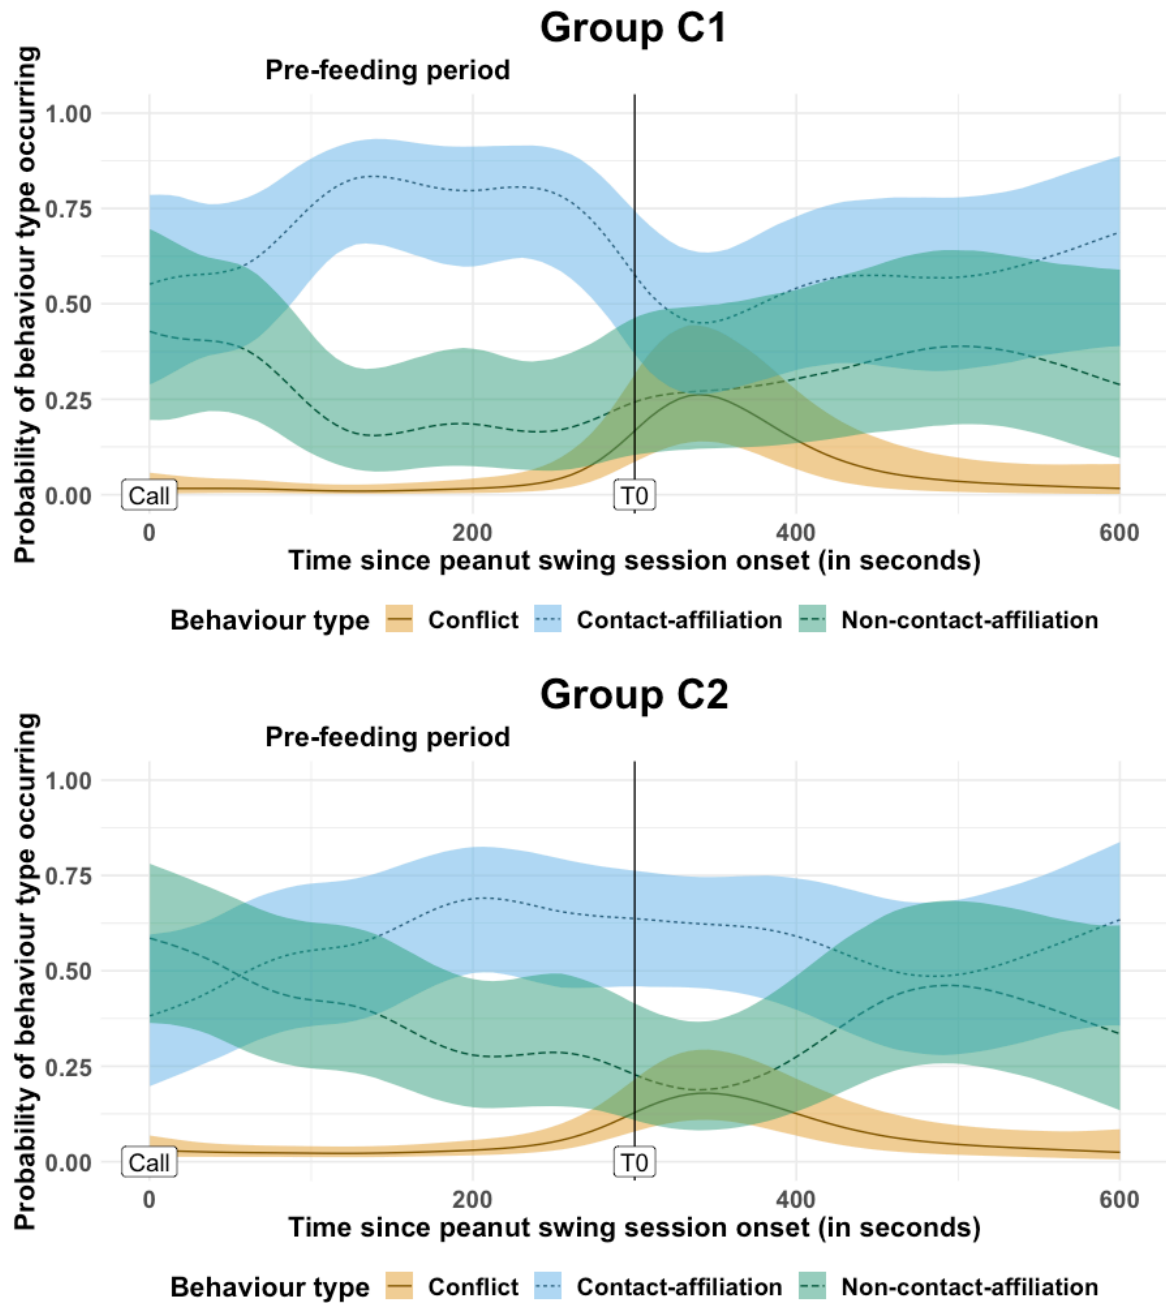 Group C1
Pre-feeding period
Probability of behaviour type occurring
1.00
0.75
0.50
0.25
0.00
Call
T0
0 200 400 600
Time since peanut swing session onset (in seconds)
Behaviour type Conflict Contact-affiliation Non-contact-affiliation
Group C2
Pre-feeding period
Probability of behaviour type occurring
1.00
0.75
0.50
0.25
0.00
Call
T0
0 200 400 600
Time since peanut swing session onset (in seconds)
Behaviour type Conflict Contact-affiliation Non-contact-affiliation